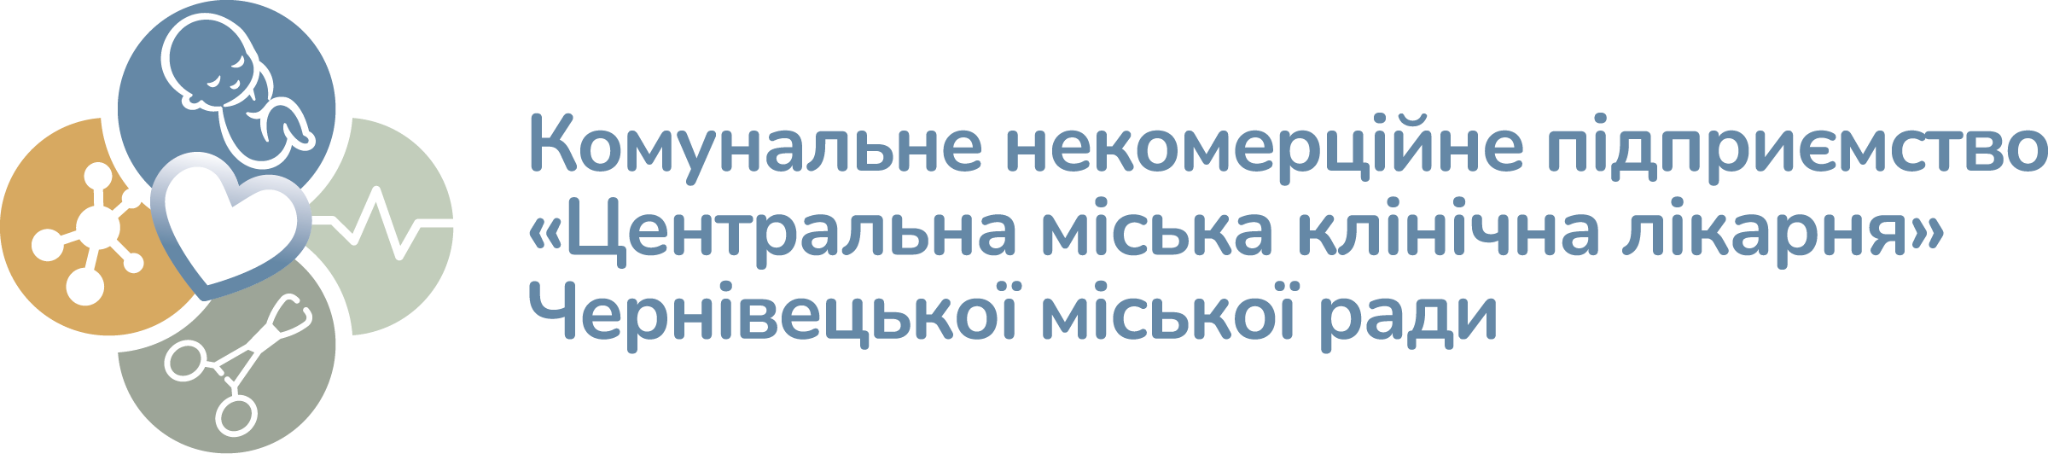 Комунальне некомерційне підприємство
«Центральна міська клінічна лікарня»
Чернівецької міської ради